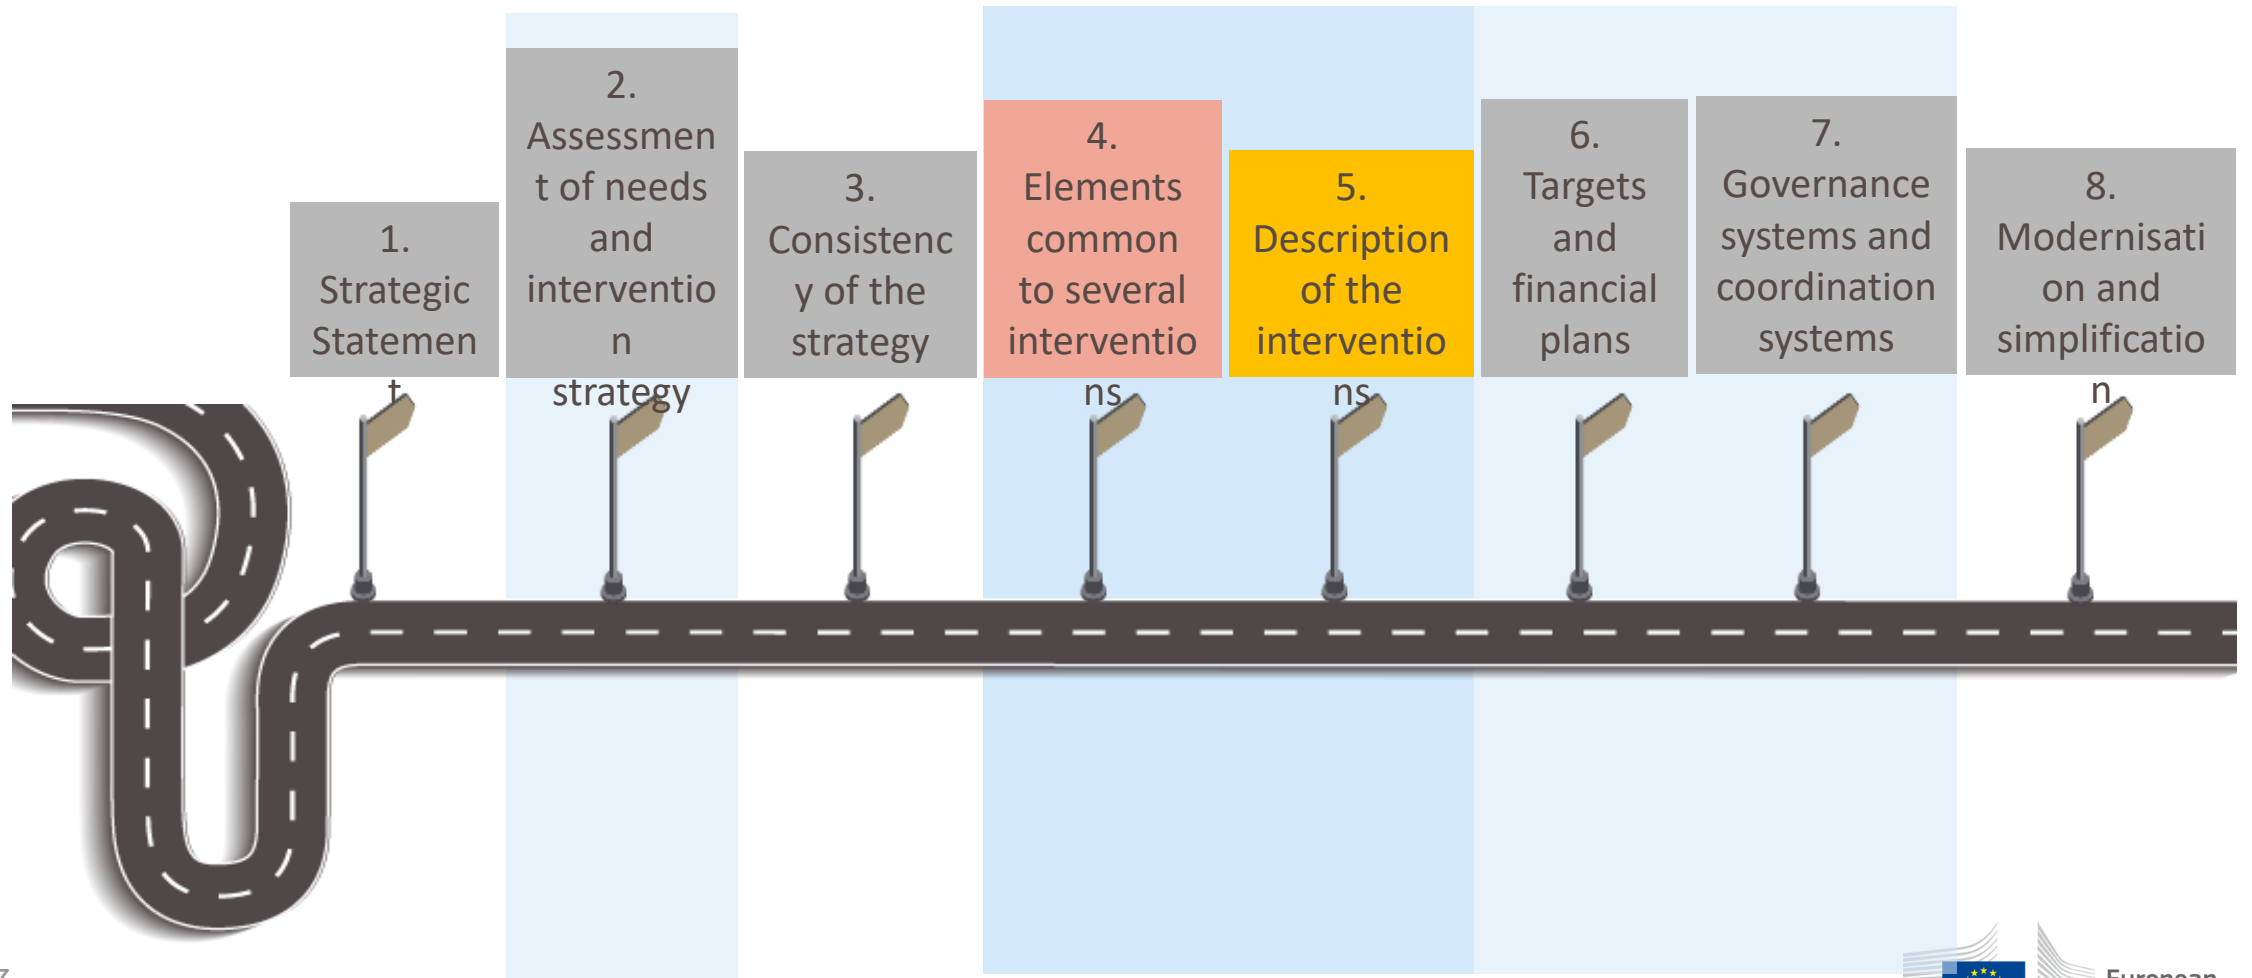 1.
Strategic
Statemen
t
2.
Assessmen
t of needs
and
interventio
n
strategy
3.
Consistenc
y of the
strategy
4.
Elements
common
to several
interventio
ns
5.
Description
of the
interventio
ns
6.
Targets
and
financial
plans
7.
Governance
systems and
coordination
systems
8.
Modernisati
on and
simplificatio
n
European